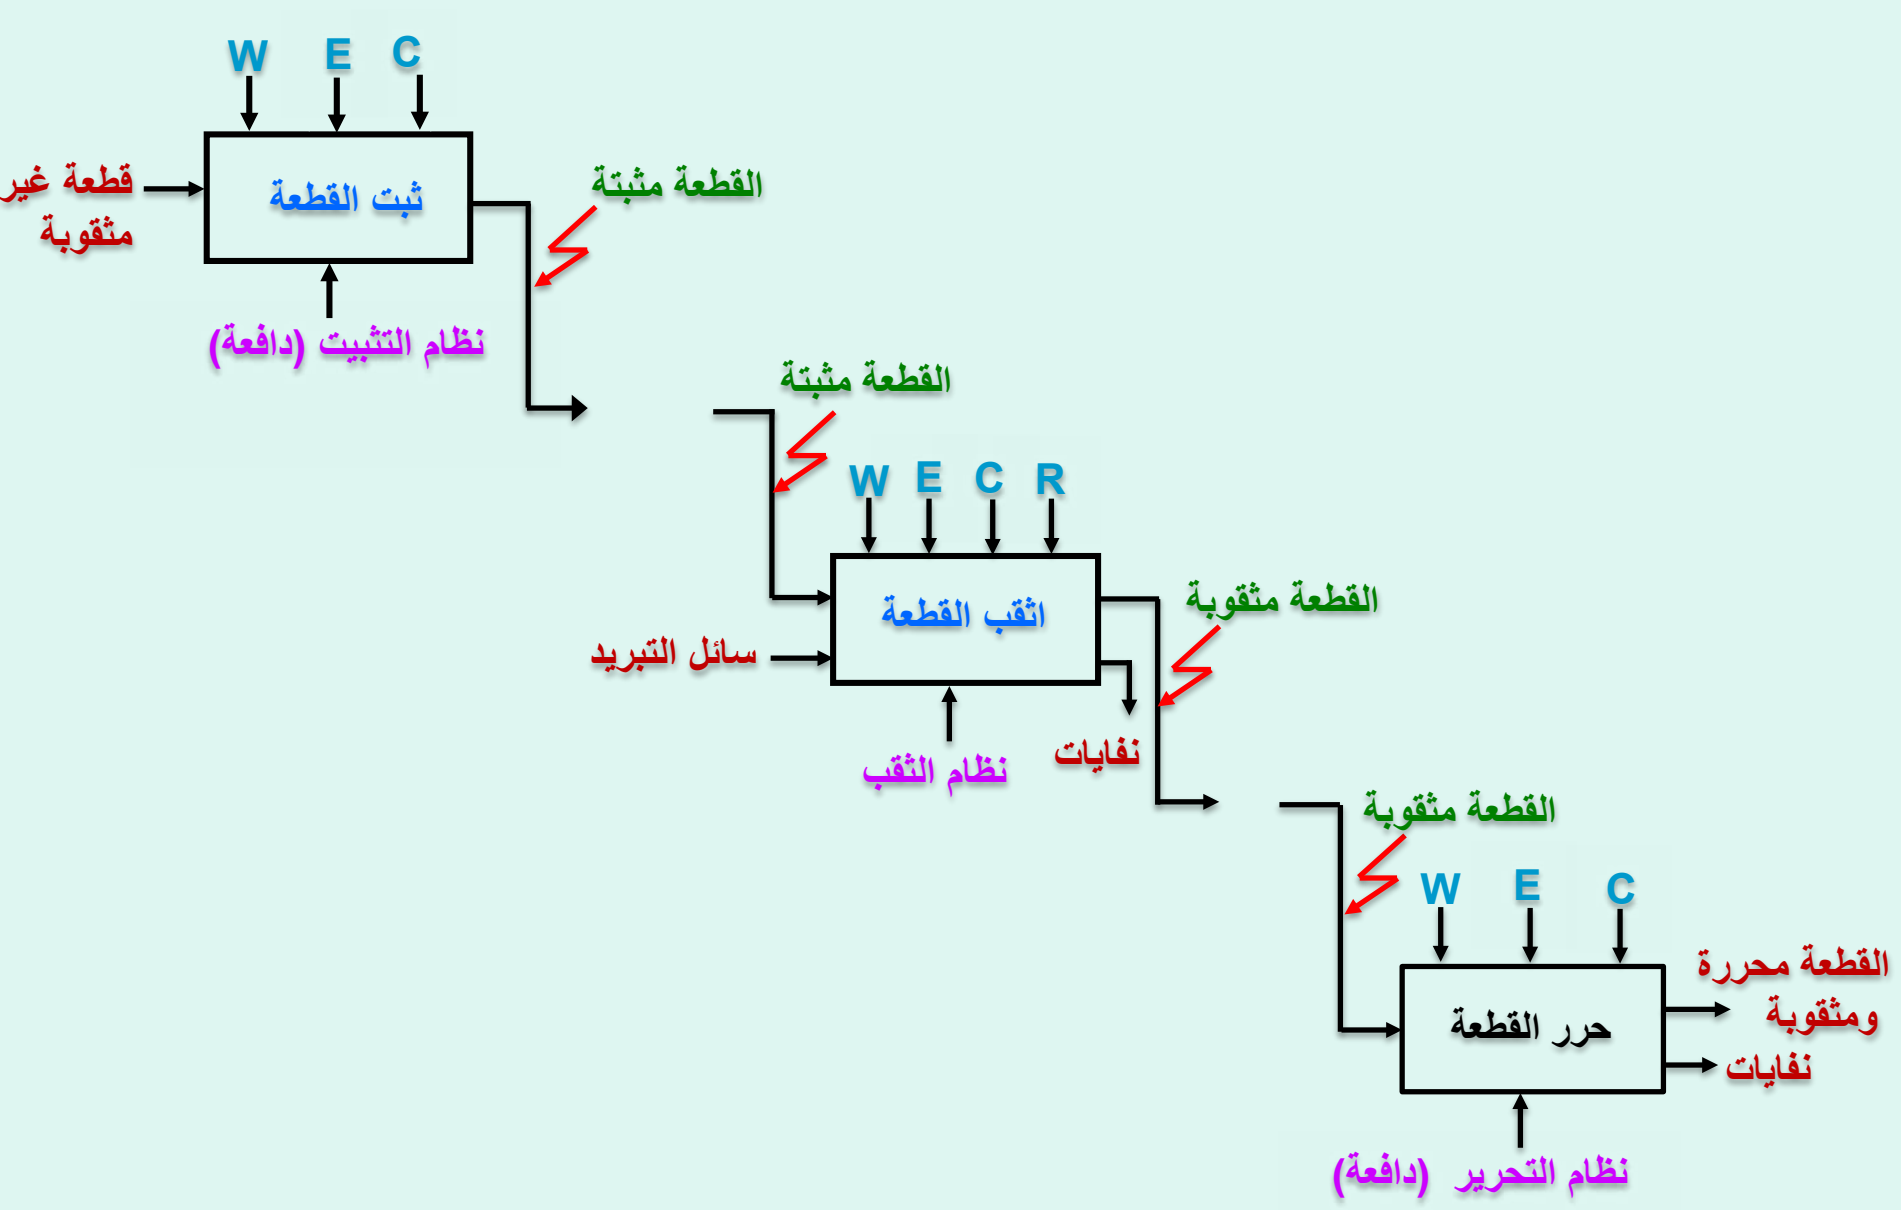 W E C
قطعة غير
مثقوبة
ثبت القطعة
القطعة مثبتة
نظام التثبيت (دافعة)
القطعة مثبتة
W E C R
اثقب القطعة
سائل التبريد
القطعة مثقوبة
نفايات
نظام الثقب
القطعة مثقوبة
W E C
حرر القطعة
القطعة محررة
ومثقوبة
نفايات
نظام التحرير (دافعة)